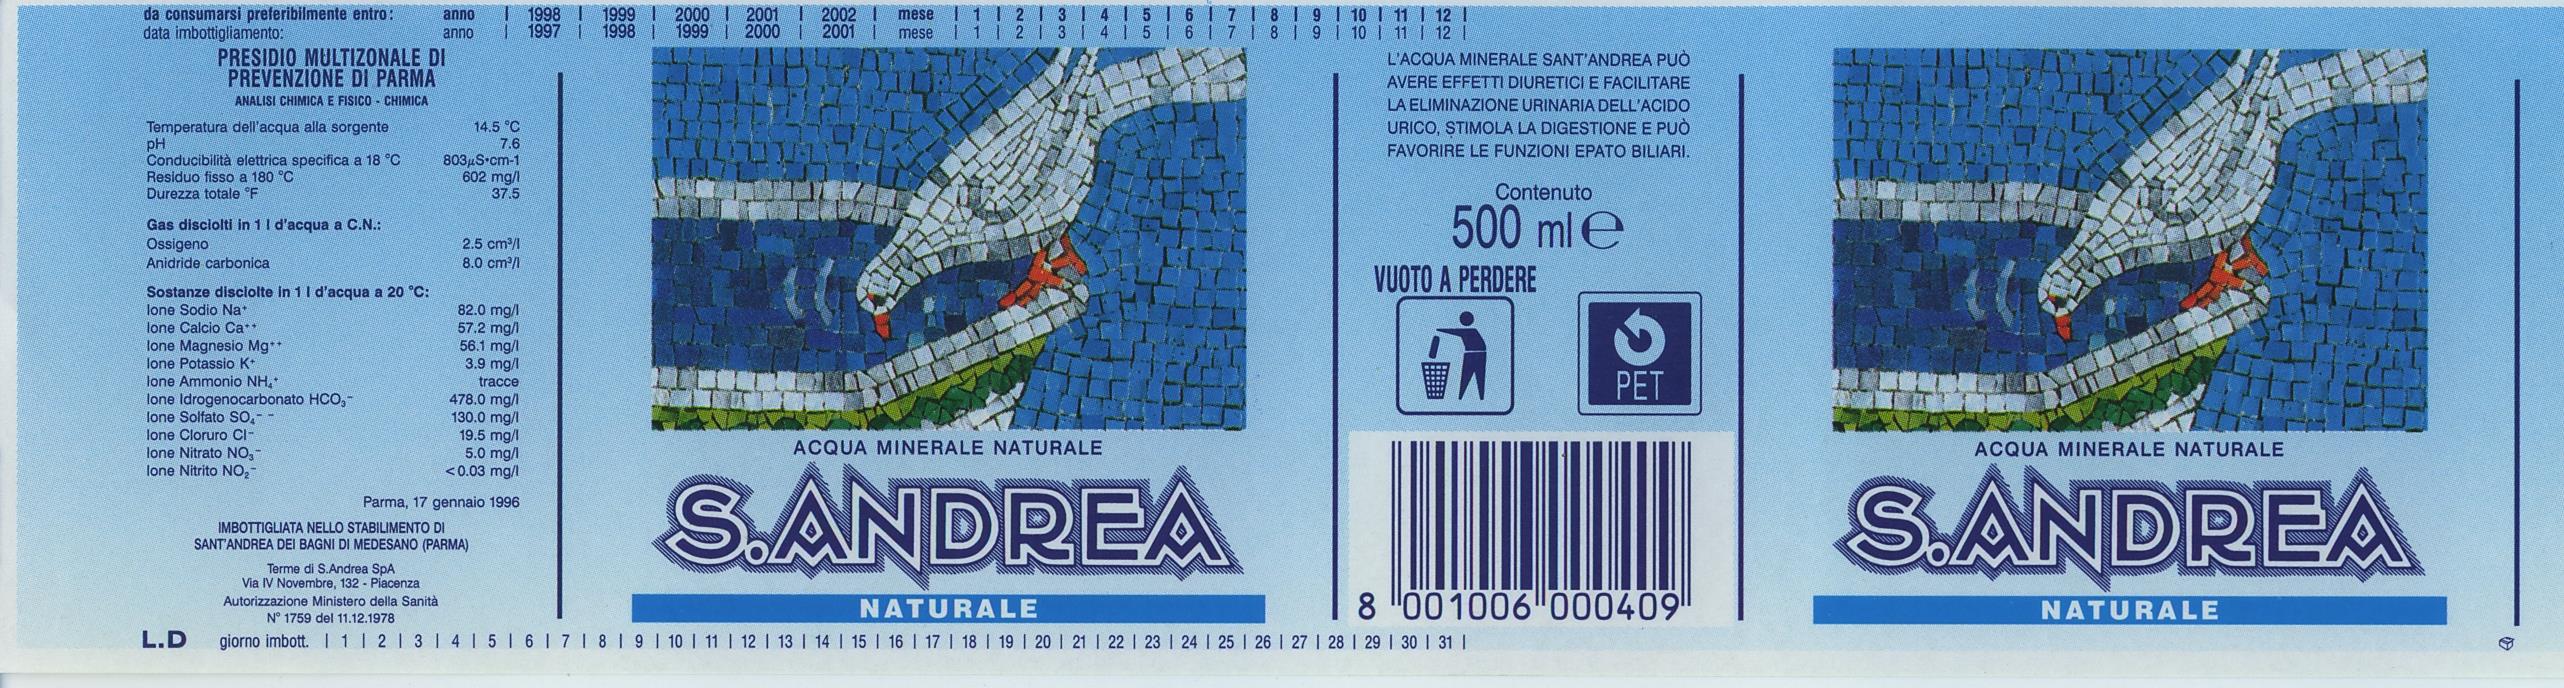 da consumarsi preferibilmente entro: anno | 1998 | 1999 | 2000 | 2001 | 2002 | mese | 1 | 2 | 3 | 4 | 5 | 6 | 7 | 8 | 9 | 10 | 11 | 12 |
data imbottigliamento: anno | 1997 | 1998 | 1999 | 2000 | 2001 | mese | 1 | 2 | 3 | 4 | 5 | 6 | 7 | 8 | 9 | 10 | 11 | 12 |
PRESIDIO MULTIZONALE DI
PREVENZIONE DI PARMA
ANALISI CHIMICA E FISICO - CHIMICA
Temperatura dell'acqua alla sorgente 14.5 °C
pH 7.6
Conducibilità elettrica specifica a 18 °C 803µS•cm-1
Residuo fisso a 180 °C 602 mg/l
Durezza totale °F 37.5
Gas disciolti in 1 l d'acqua a C.N.:
Ossigeno 2.5 cm³/l
Anidride carbonica 8.0 cm³/l
Sostanze disciolte in 1 l d'acqua a 20 °C:
Ione Sodio Na⁺ 82.0 mg/l
Ione Calcio Ca⁺⁺ 57.2 mg/l
Ione Magnesio Mg⁺⁺ 56.1 mg/l
Ione Potassio K⁺ 3.9 mg/l
Ione Ammonio NH₄⁺ tracce
Ione Idrogenocarbonato HCO₃⁻ 478.0 mg/l
Ione Solfato SO₄⁻ ⁻ 130.0 mg/l
Ione Cloruro Cl⁻ 19.5 mg/l
Ione Nitrato NO₃⁻ 5.0 mg/l
Ione Nitrito NO₂⁻ <0.03 mg/l
Parma, 17 gennaio 1996
IMBOTTIGLIATA NELLO STABILIMENTO DI
SANT'ANDREA DEI BAGNI DI MEDESANO (PARMA)
Terme di S.Andrea SpA
Via IV Novembre, 132 - Piacenza
Autorizzazione Ministero della Sanità
N° 1759 del 11.12.1978
L.D giorno imbott. | 1 | 2 | 3 | 4 | 5 | 6 | 7 | 8 | 9 | 10 | 11 | 12 | 13 | 14 | 15 | 16 | 17 | 18 | 19 | 20 | 21 | 22 | 23 | 24 | 25 | 26 | 27 | 28 | 29 | 30 | 31 |
ACQUA MINERALE NATURALE
S.ANDREA
NATURALE
L'ACQUA MINERALE SANT'ANDREA PUÒ
AVERE EFFETTI DIURETICI E FACILITARE
LA ELIMINAZIONE URINARIA DELL'ACIDO
URICO, STIMOLA LA DIGESTIONE E PUÒ
FAVORIRE LE FUNZIONI EPATO BILIARI.
Contenuto
500 ml ℮
VUOTO A PERDERE
PET
8 001006 000409
ACQUA MINERALE NATURALE
S.ANDREA
NATURALE